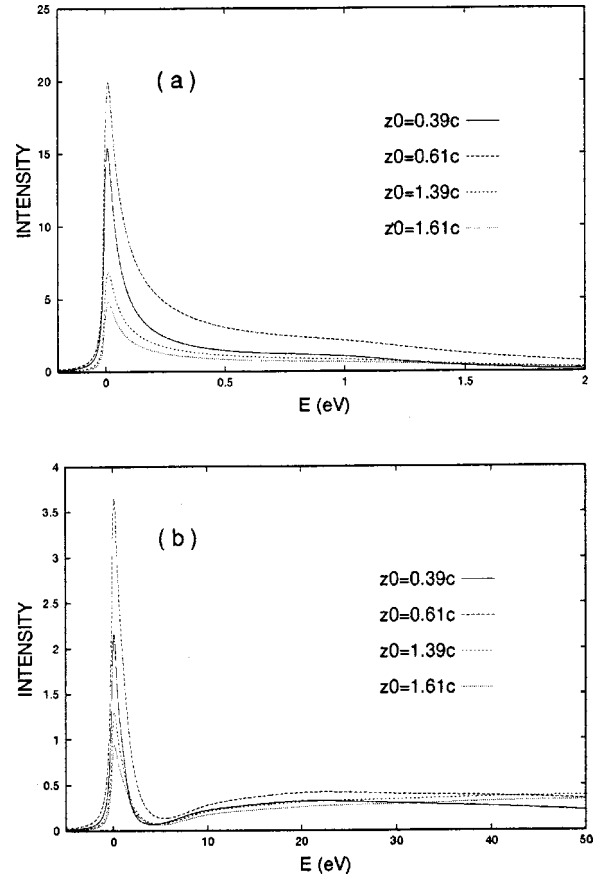 25
20
15
10
5
0
INTENSITY
( a )
z0=0.39c
z0=0.61c
z0=1.39c
z0=1.61c
0 0.5 1 1.5 2
E (eV)
4
3.5
3
2.5
2
1.5
1
0.5
0
INTENSITY
( b )
z0=0.39c
z0=0.61c
z0=1.39c
z0=1.61c
0 10 20 30 40 50
E (eV)